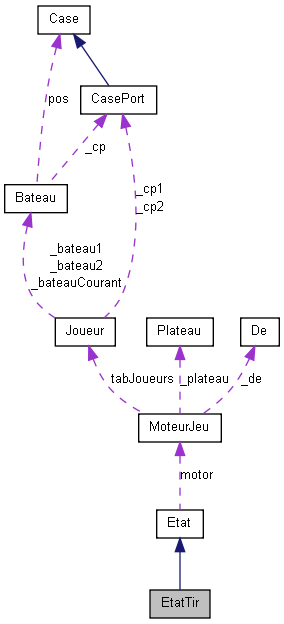 Case
pos
CasePort
_cp
_cp1
_cp2
Bateau
_bateau1
_bateau2
_bateauCourant
Joueur
Plateau
De
tabJoueurs
_plateau
_de
MoteurJeu
motor
Etat
EtatTir